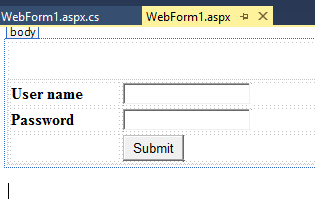 WebForm1.aspx.cs WebForm1.aspx
body
User name
Password
Submit